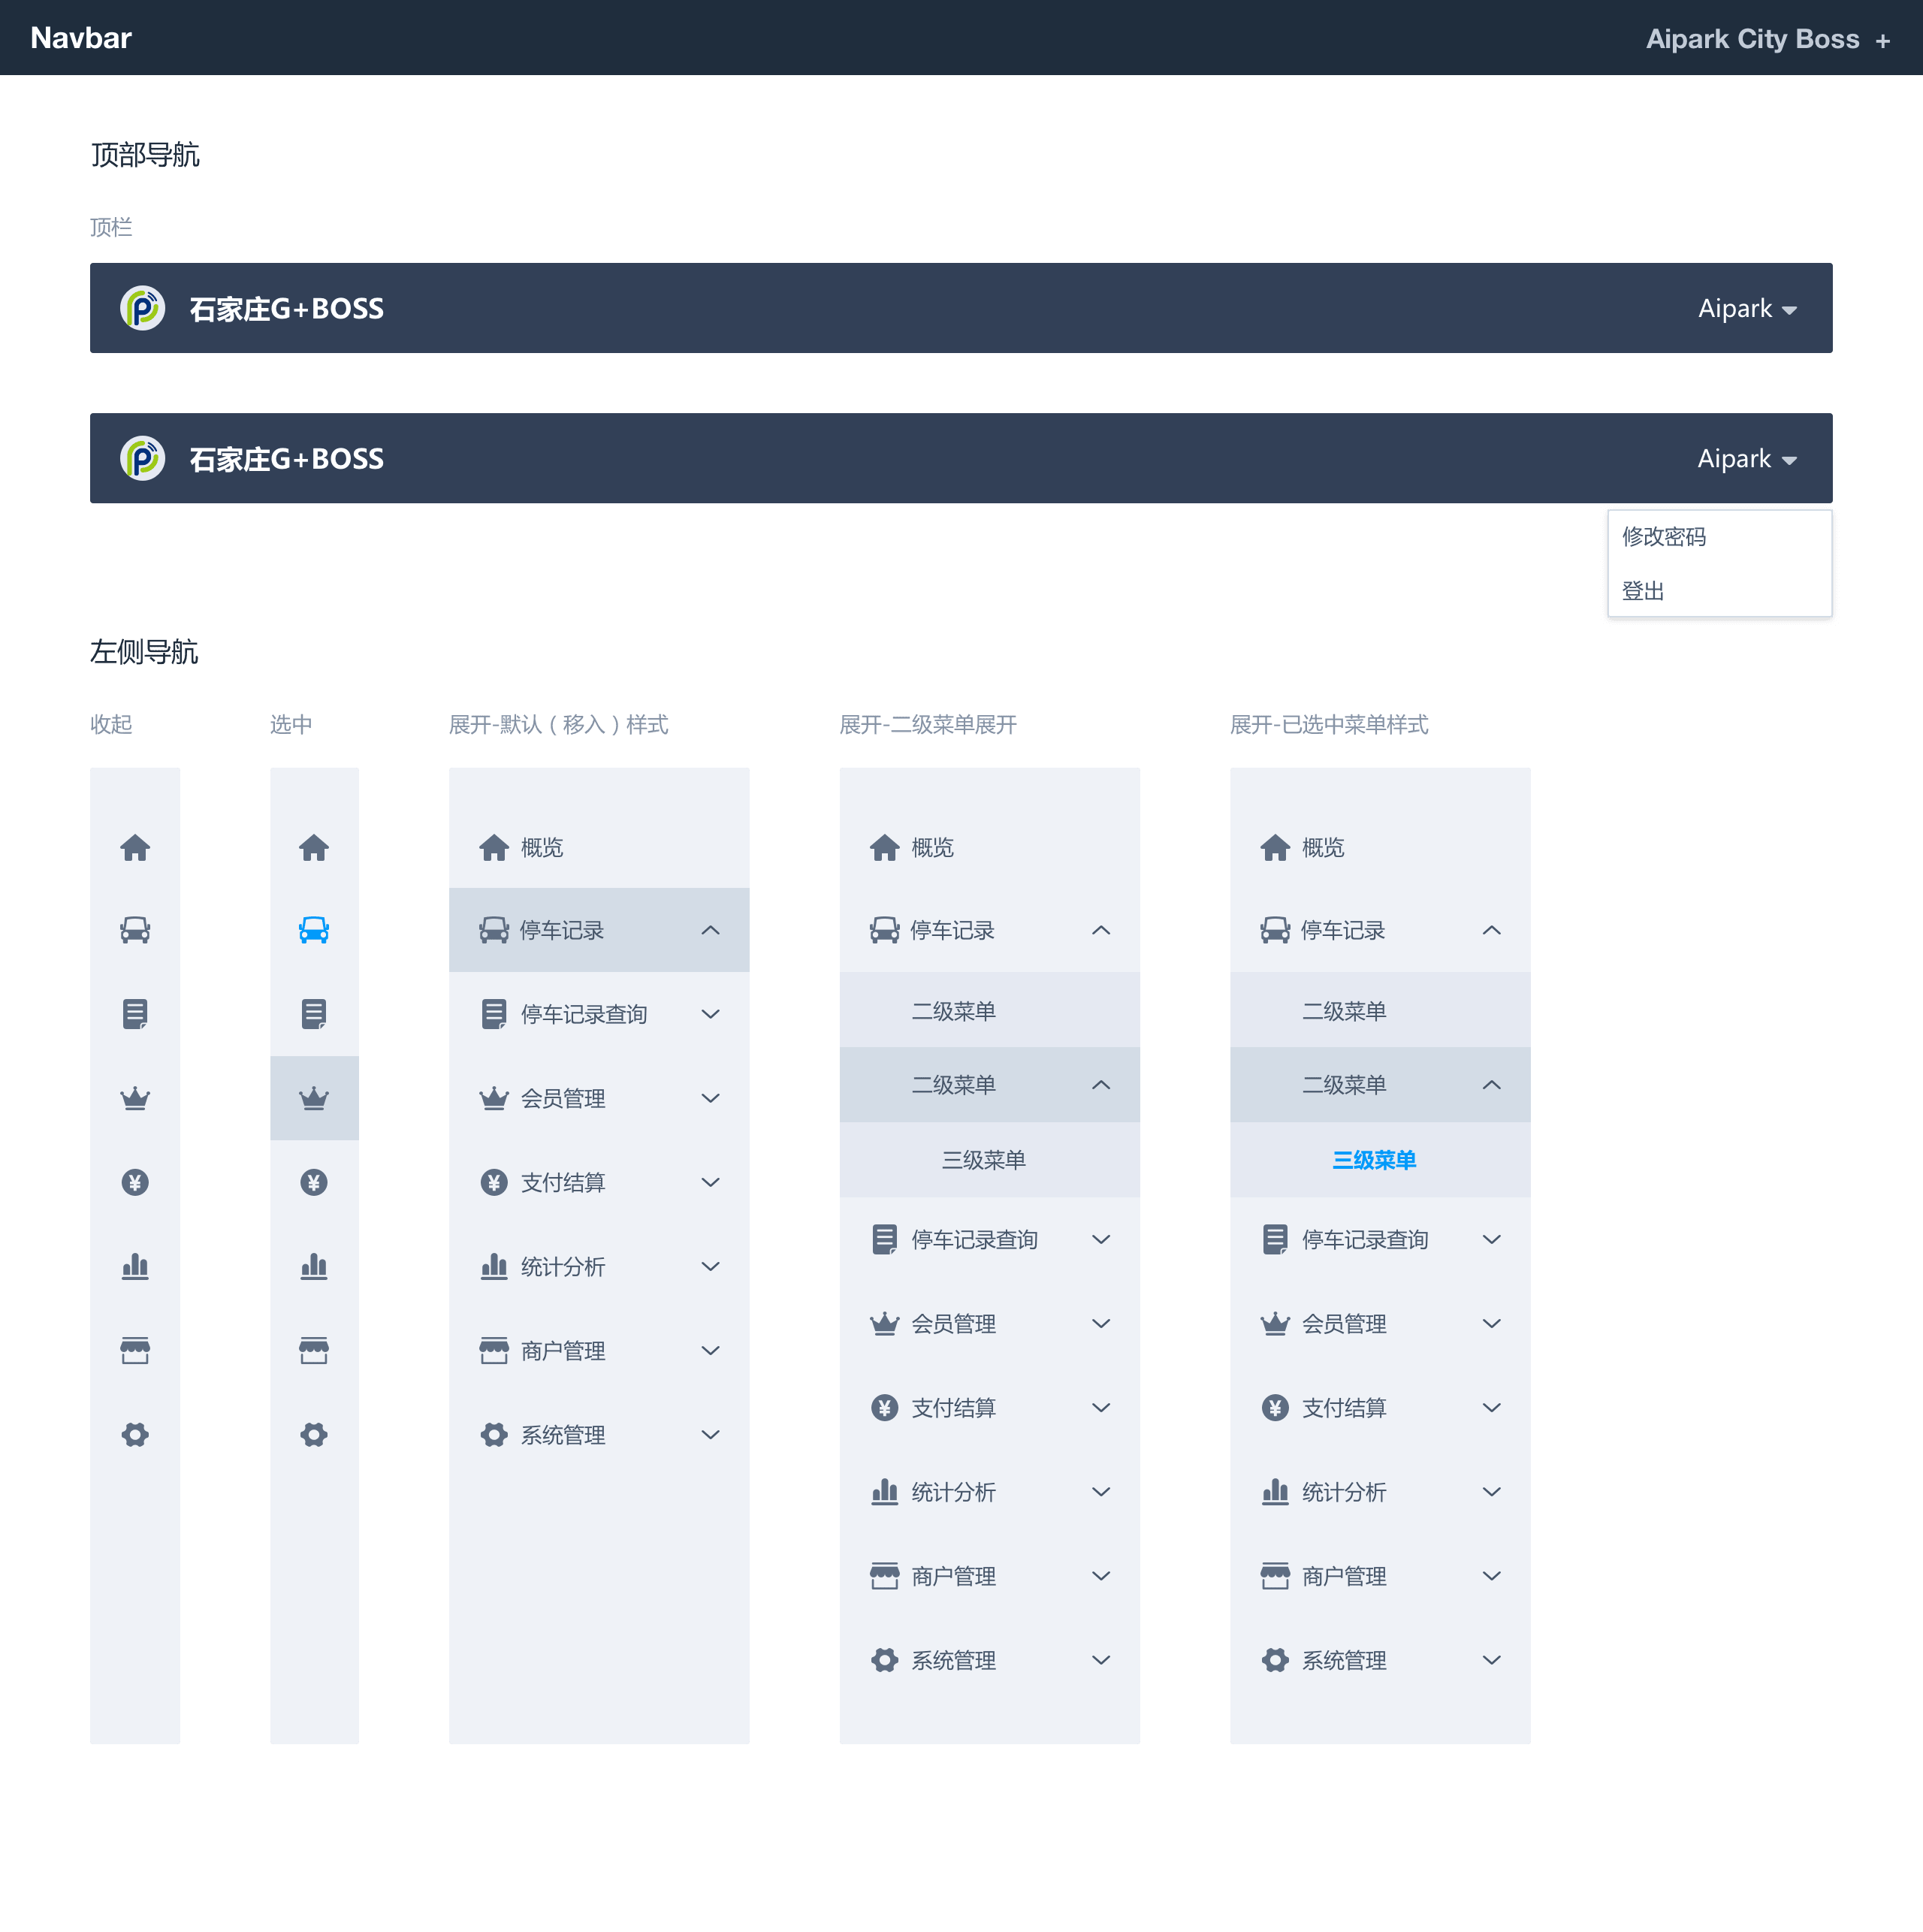 Navbar
Aipark City Boss +
顶部导航
顶栏
石家庄G+BOSS
Aipark
石家庄G+BOSS
Aipark
修改密码
登出
左侧导航
收起
选中
展开-默认（移入）样式
展开-二级菜单展开
展开-已选中菜单样式
概览
停车记录
停车记录查询
会员管理
支付结算
统计分析
商户管理
系统管理
概览
停车记录
二级菜单
二级菜单
三级菜单
停车记录查询
会员管理
支付结算
统计分析
商户管理
系统管理
概览
停车记录
二级菜单
二级菜单
三级菜单
停车记录查询
会员管理
支付结算
统计分析
商户管理
系统管理